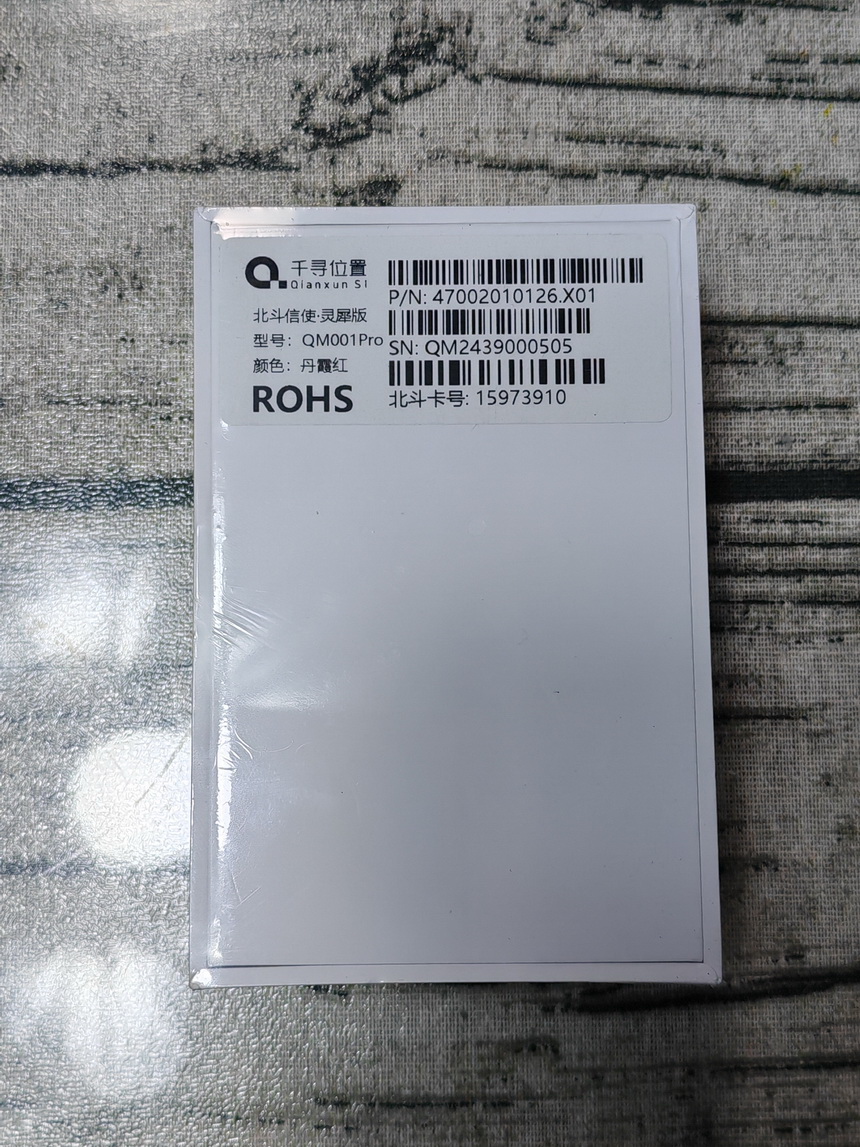 千寻位置
Qianxun SI
北斗信使·灵犀版
型号：QM001Pro
颜色：丹霞红
ROHS
P/N: 47002010126.X01
SN: QM2439000505
北斗卡号: 15973910